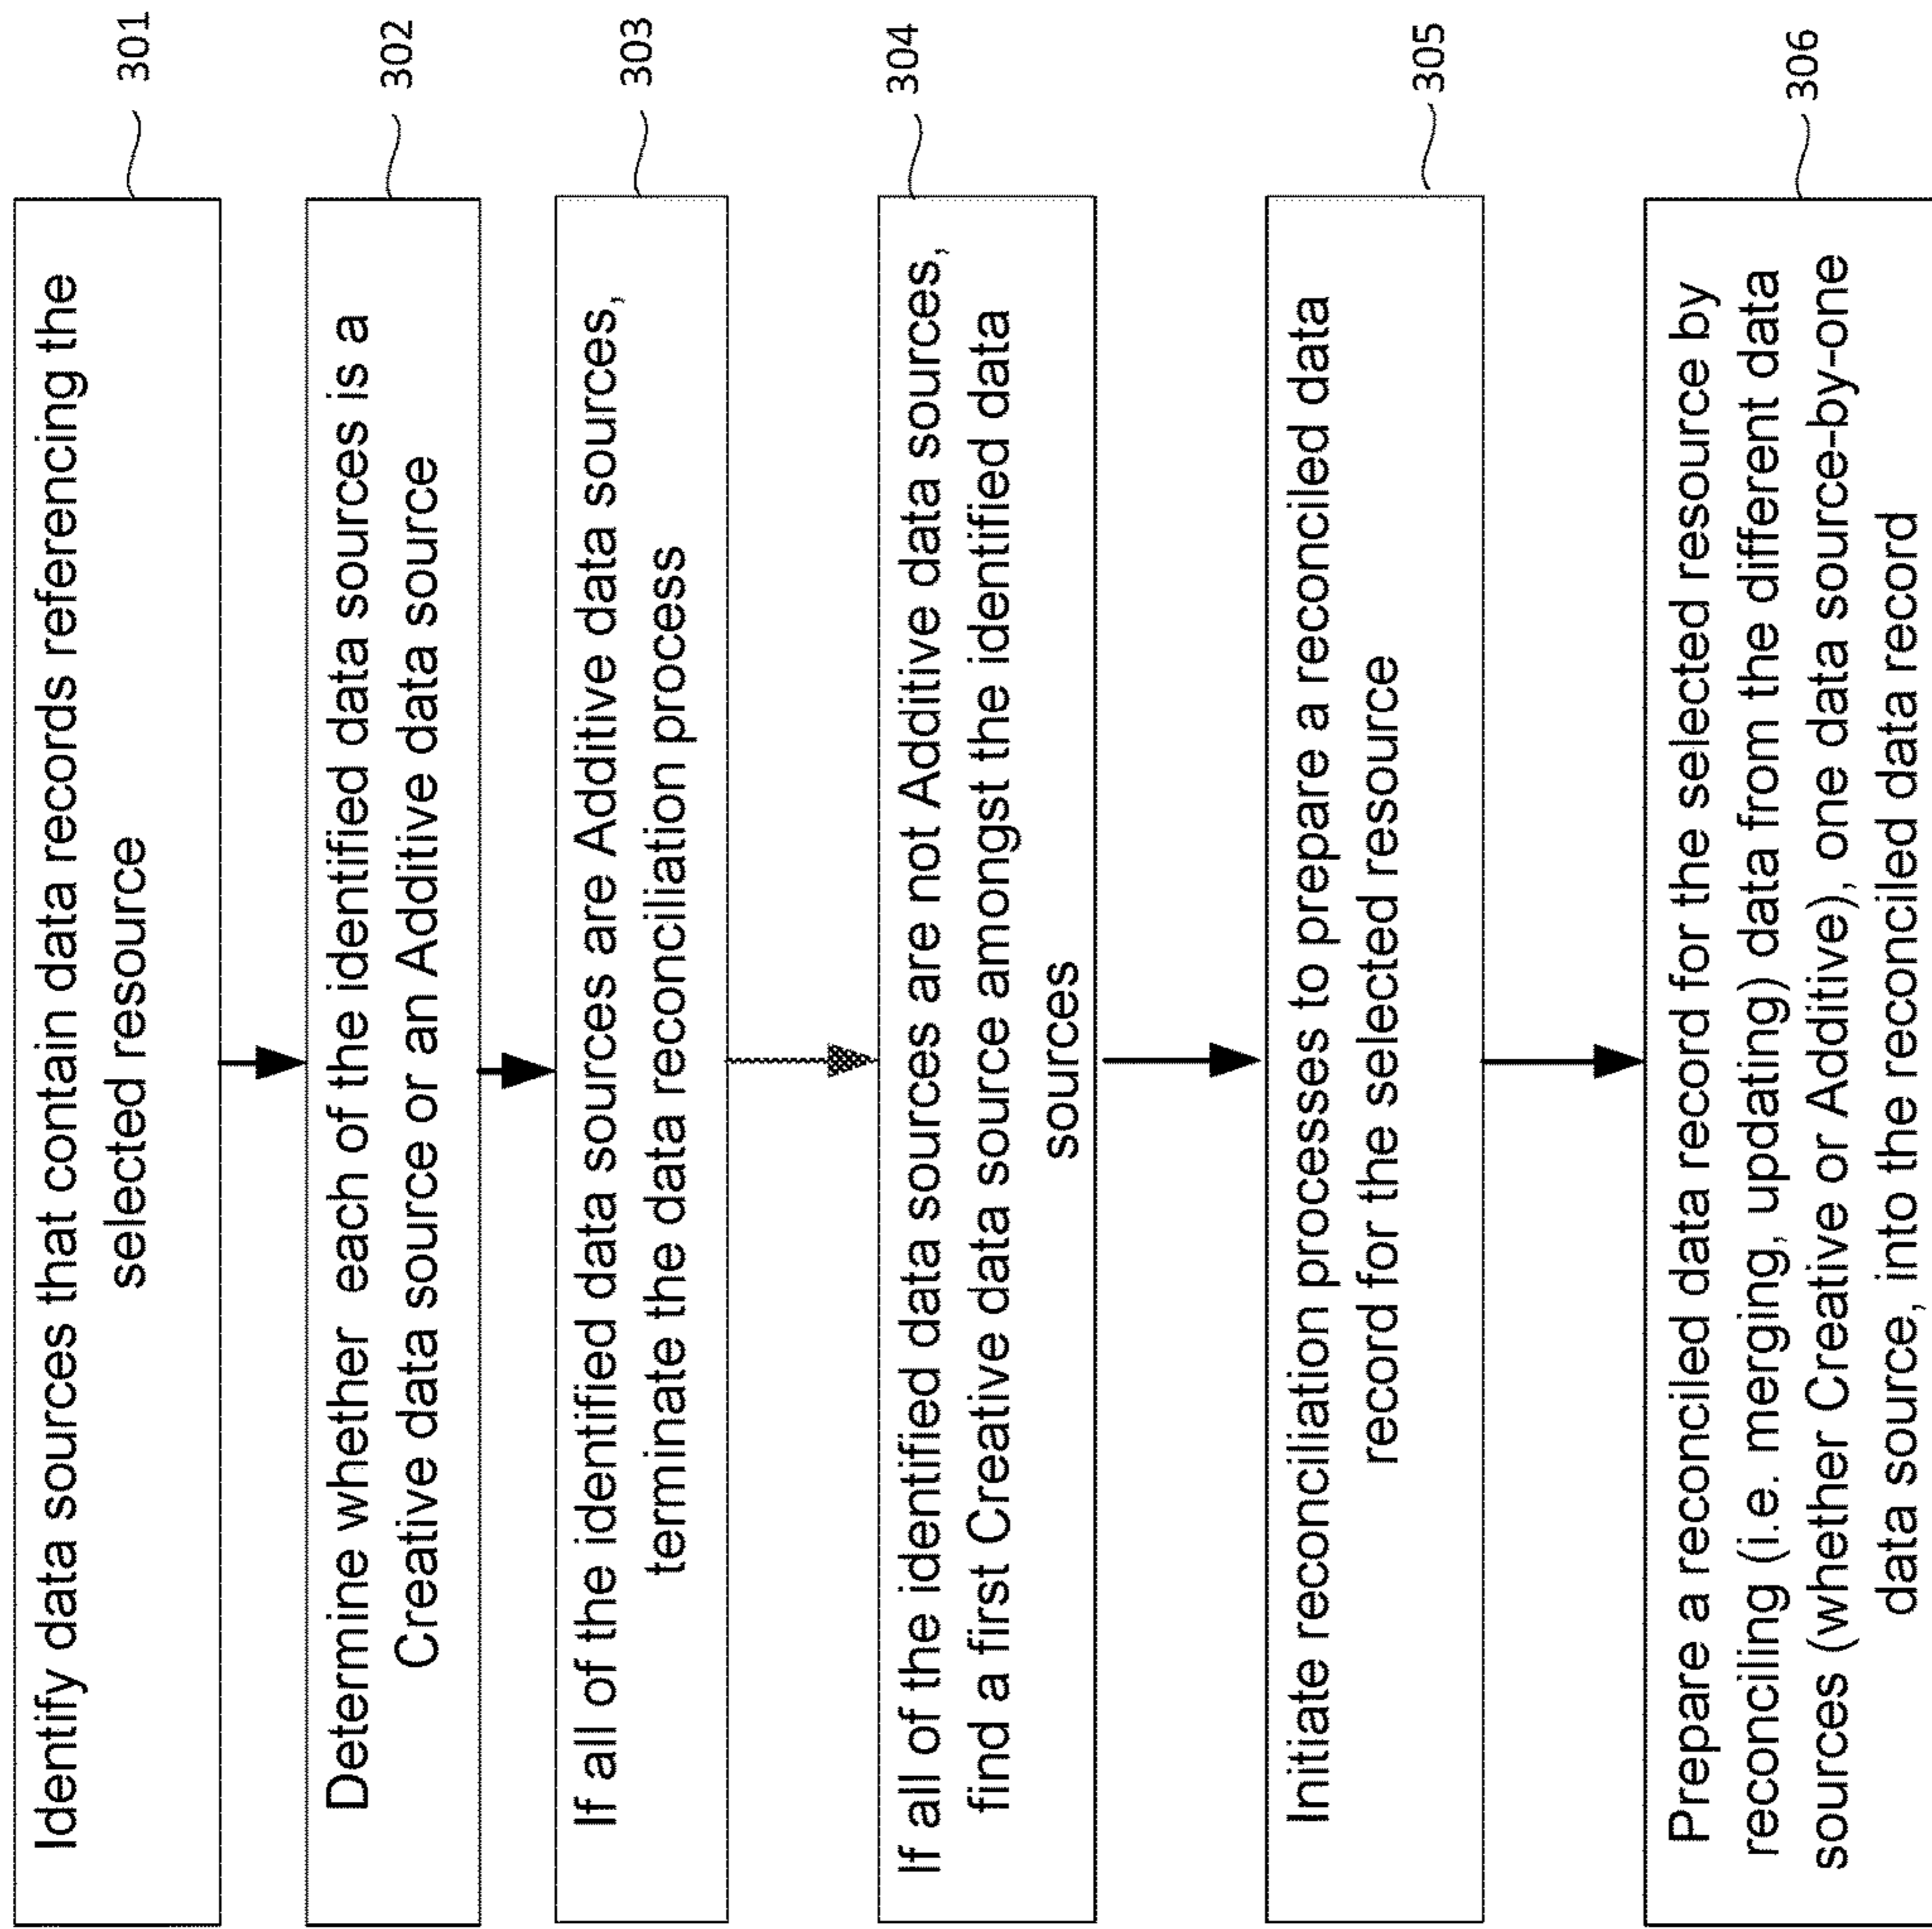 Identify data sources that contain data records referencing the
selected resource
301
Determine whether each of the identified data sources is a
Creative data source or an Additive data source
302
If all of the identified data sources are Additive data sources,
terminate the data reconciliation process
303
If all of the identified data sources are not Additive data sources,
find a first Creative data source amongst the identified data
sources
304
Initiate reconciliation processes to prepare a reconciled data
record for the selected resource
305
Prepare a reconciled data record for the selected resource by
reconciling (i.e. merging, updating) data from the different data
sources (whether Creative or Additive), one data source-by-one
data source, into the reconciled data record
306